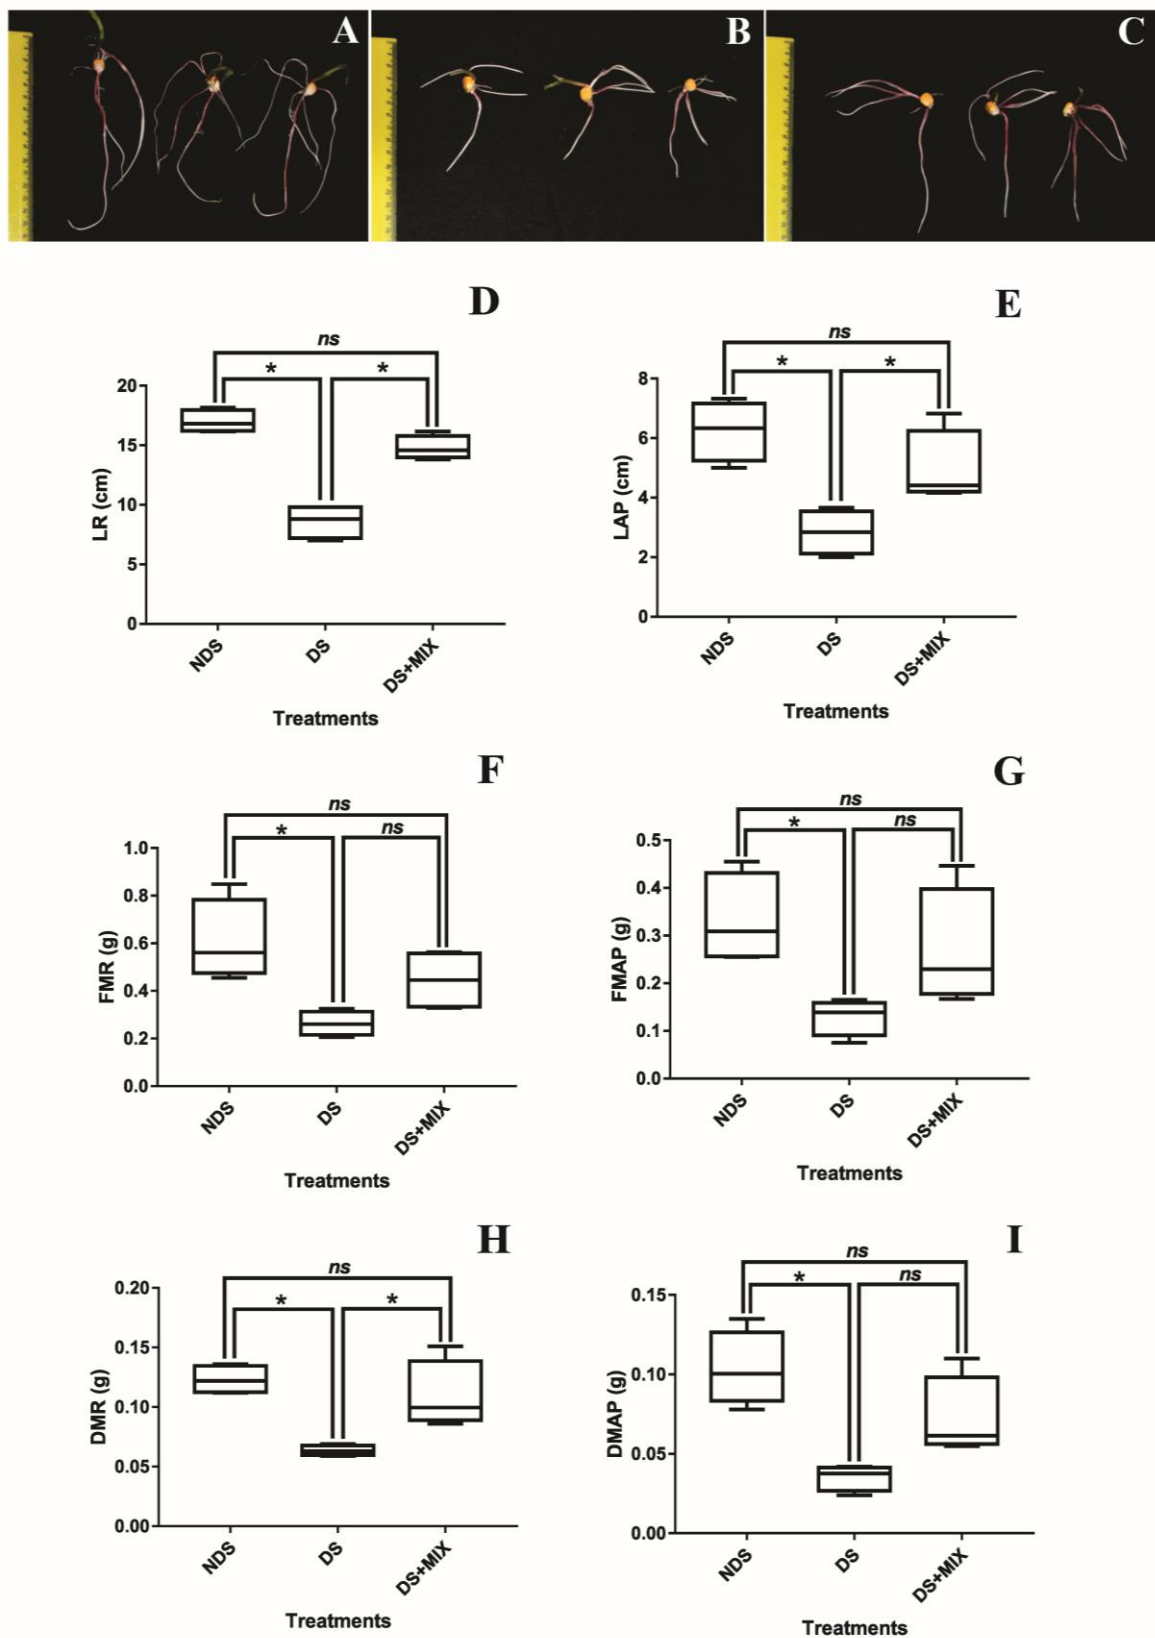 A
B
C
D
ns
*
*
20
15
10
5
0
LR (cm)
NDS
DS
DS+MIX
Treatments
E
ns
*
*
8
6
4
2
0
LAP (cm)
NDS
DS
DS+MIX
Treatments
F
ns
*
ns
1.0
0.8
0.6
0.4
0.2
0.0
FMR (g)
NDS
DS
DS+MIX
Treatments
G
ns
*
ns
0.5
0.4
0.3
0.2
0.1
0.0
FMAP (g)
NDS
DS
DS+MIX
Treatments
H
ns
*
*
0.20
0.15
0.10
0.05
0.00
DMR (g)
NDS
DS
DS+MIX
Treatments
I
ns
*
ns
0.15
0.10
0.05
0.00
DMAP (g)
NDS
DS
DS+MIX
Treatments